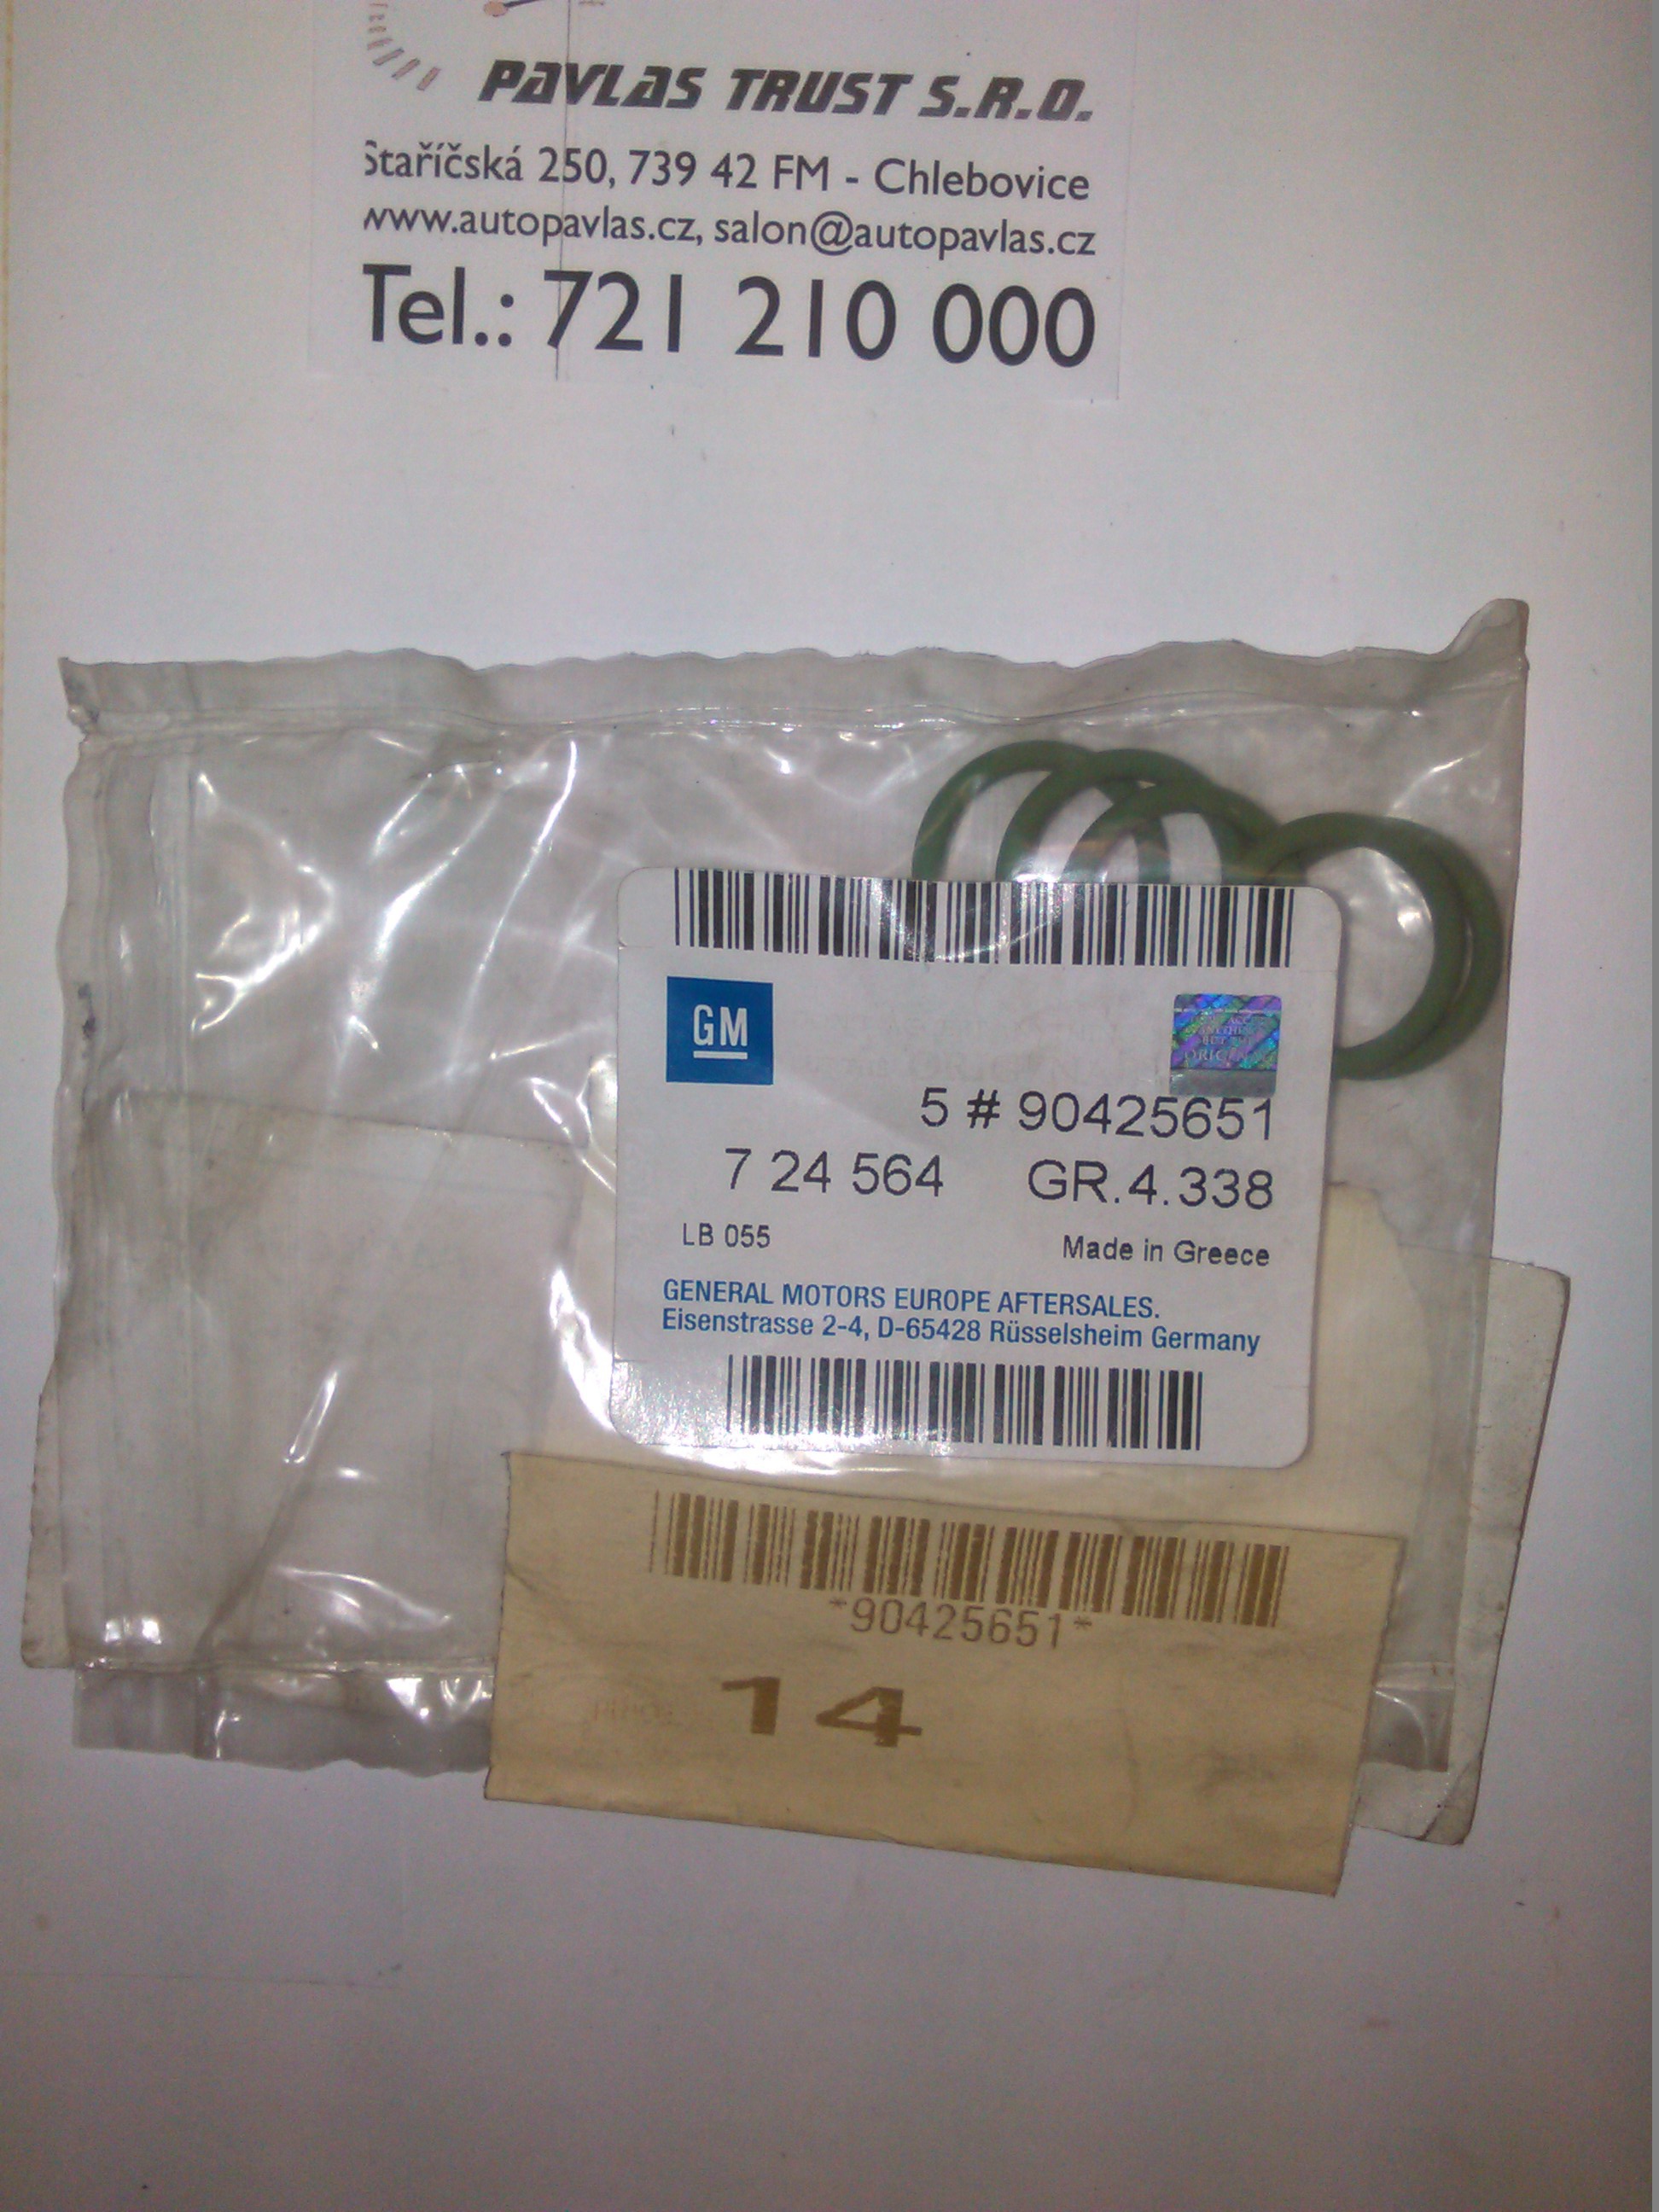 PAVLAS TRUST S.R.O.
Staříčská 250, 739 42 FM - Chlebovice
www.autopavlas.cz, salon@autopavlas.cz
Tel.: 721 210 000
GM
ORIGINAL
5 # 90425651
7 24 564 GR.4.338
LB 055 Made in Greece
GENERAL MOTORS EUROPE AFTERSALES.
Eisenstrasse 2-4, D-65428 Rüsselsheim Germany
*90425651*
14